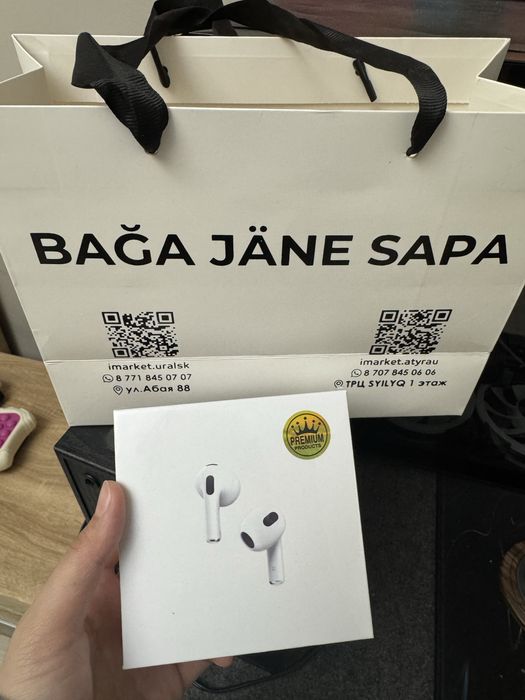 BAĞA JÄNE SAPA
imarket.uralsk
8 771 845 07 07
ул.Абая 88
imarket.atyrau
8 707 845 06 06
ТРЦ SYILYQ 1 этаж
PREMIUM
PRODUCTS